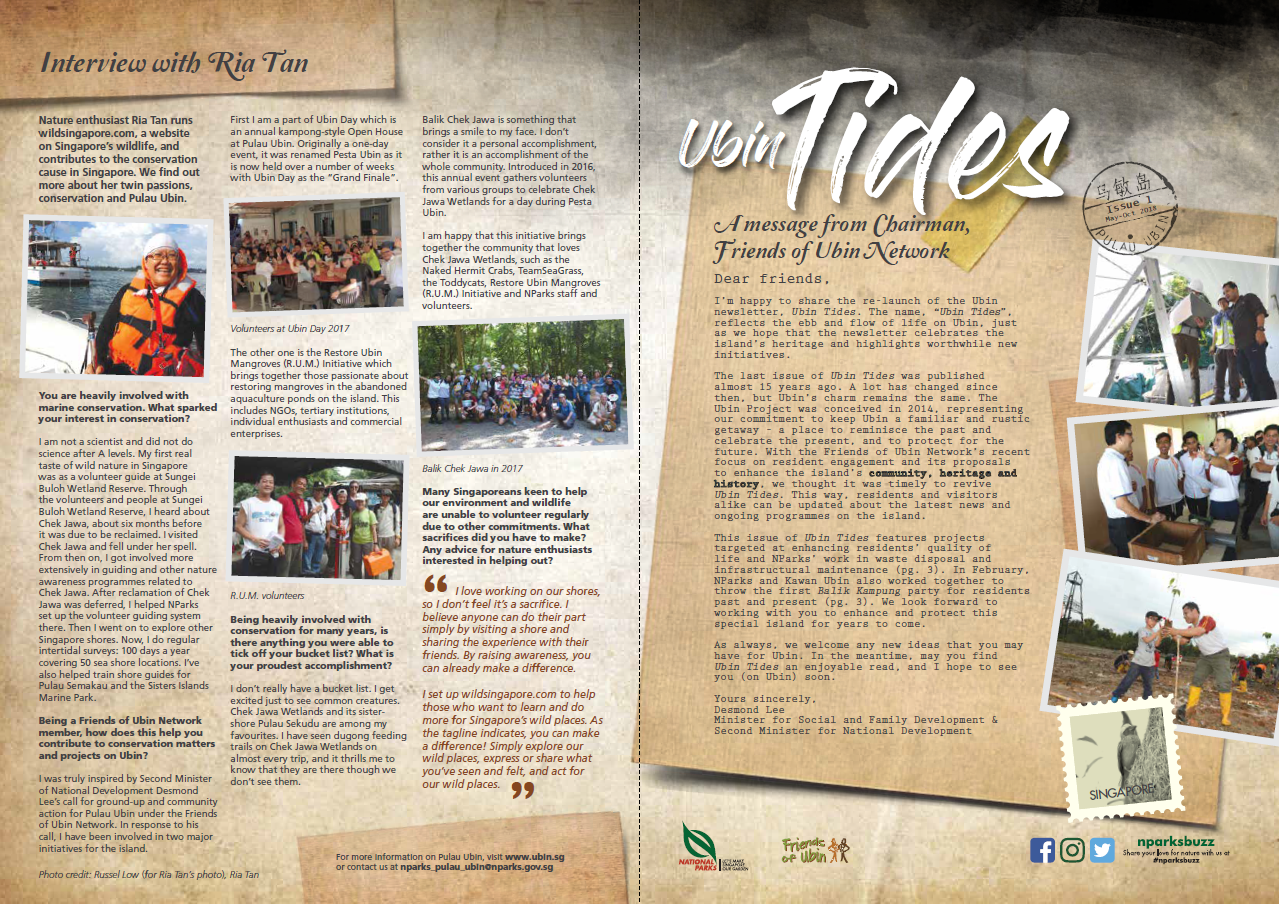 Interview with Ria Tan
Nature enthusiast Ria Tan runs
wildsingapore.com, a website
on Singapore's wildlife, and
contributes to the conservation
cause in Singapore. We find out
more about her twin passions,
conservation and Pulau Ubin.
You are heavily involved with
marine conservation. What sparked
your interest in conservation?
I am not a scientist and did not do
science after A levels. My first real
taste of wild nature in Singapore
was as a volunteer guide at Sungei
Buloh Wetland Reserve. Through
the volunteers and people at Sungei
Buloh Wetland Reserve, I heard about
Chek Jawa, about six months before
it was due to be reclaimed. I visited
Chek Jawa and fell under her spell.
From then on, I got involved more
extensively in guiding and other nature
awareness programmes related to
Chek Jawa. After reclamation of Chek
Jawa was deferred, I helped NParks
set up the volunteer guiding system
there. Then I went on to explore other
Singapore shores. Now, I do regular
intertidal surveys: 100 days a year
covering 50 sea shore locations. I've
also helped train shore guides for
Pulau Semakau and the Sisters Islands
Marine Park.
Being a Friends of Ubin Network
member, how does this help you
contribute to conservation matters
and projects on Ubin?
I was truly inspired by Second Minister
of National Development Desmond
Lee's call for ground-up and community
action for Pulau Ubin under the Friends
of Ubin Network. In response to his
call, I have been involved in two major
initiatives for the island.
Photo credit: Russel Low (for Ria Tan's photo), Ria Tan
First I am a part of Ubin Day which is
an annual kampong-style Open House
at Pulau Ubin. Originally a one-day
event, it was renamed Pesta Ubin as it
is now held over a number of weeks
with Ubin Day as the "Grand Finale".
Volunteers at Ubin Day 2017
The other one is the Restore Ubin
Mangroves (R.U.M.) Initiative which
brings together those passionate about
restoring mangroves in the abandoned
aquaculture ponds on the island. This
includes NGOs, tertiary institutions,
individual enthusiasts and commercial
enterprises.
R.U.M. volunteers
Being heavily involved with
conservation for many years, is
there anything you were able to
tick off your bucket list? What is
your proudest accomplishment?
I don't really have a bucket list. I get
excited just to see common creatures.
Chek Jawa Wetlands and its sister-
shore Pulau Sekudu are among my
favourites. I have seen dugong feeding
trails on Chek Jawa Wetlands on
almost every trip, and it thrills me to
know that they are there though we
don't see them.
Balik Chek Jawa is something that
brings a smile to my face. I don't
consider it a personal accomplishment,
rather it is an accomplishment of the
whole community. Introduced in 2016,
this annual event gathers volunteers
from various groups to celebrate Chek
Jawa Wetlands for a day during Pesta
Ubin.
I am happy that this initiative brings
together the community that loves
Chek Jawa Wetlands, such as the
Naked Hermit Crabs, TeamSeaGrass,
the Toddycats, Restore Ubin Mangroves
(R.U.M.) Initiative and NParks staff and
volunteers.
Balik Chek Jawa in 2017
Many Singaporeans keen to help
our environment and wildlife
are unable to volunteer regularly
due to other commitments. What
sacrifices did you have to make?
Any advice for nature enthusiasts
interested in helping out?
“ I love working on our shores,
so I don't feel it's a sacrifice. I
believe anyone can do their part
simply by visiting a shore and
sharing the experience with their
friends. By raising awareness, you
can already make a difference.
I set up wildsingapore.com to help
those who want to learn and do
more for Singapore's wild places. As
the tagline indicates, you can make
a difference! Simply explore our
wild places, express or share what
you've seen and felt, and act for
our wild places. ”
For more information on Pulau Ubin, visit www.ubin.sg
or contact us at nparks_pulau_ubin@nparks.gov.sg
Ubin Tides
乌敏岛
Issue 1
May-Oct 2018
PULAU UBIN
A message from Chairman,
Friends of Ubin Network
Dear friends,
I'm happy to share the re-launch of the Ubin
newsletter, Ubin Tides. The name, "Ubin Tides",
reflects the ebb and flow of life on Ubin, just
as we hope that the newsletter celebrates the
island's heritage and highlights worthwhile new
initiatives.
The last issue of Ubin Tides was published
almost 15 years ago. A lot has changed since
then, but Ubin's charm remains the same. The
Ubin Project was conceived in 2014, representing
our commitment to keep Ubin a familiar and rustic
getaway - a place to reminisce the past and
celebrate the present, and to protect for the
future. With the Friends of Ubin Network's recent
focus on resident engagement and its proposals
to enhance the island's community, heritage and
history, we thought it was timely to revive
Ubin Tides. This way, residents and visitors
alike can be updated about the latest news and
ongoing programmes on the island.
This issue of Ubin Tides features projects
targeted at enhancing residents' quality of
life and NParks' work in waste disposal and
infrastructural maintenance (pg. 3). In February,
NParks and Kawan Ubin also worked together to
throw the first Balik Kampung party for residents
past and present (pg. 3). We look forward to
working with you to enhance and protect this
special island for years to come.
As always, we welcome any new ideas that you may
have for Ubin. In the meantime, may you find
Ubin Tides an enjoyable read, and I hope to see
you (on Ubin) soon.
Yours sincerely,
Desmond Lee
Minister for Social and Family Development &
Second Minister for National Development
SINGAPORE
NATIONAL
PARKS
LET'S MAKE
SINGAPORE
OUR GARDEN
Friends
of Ubin
nparksbuzz
Share your love for nature with us at
#nparksbuzz